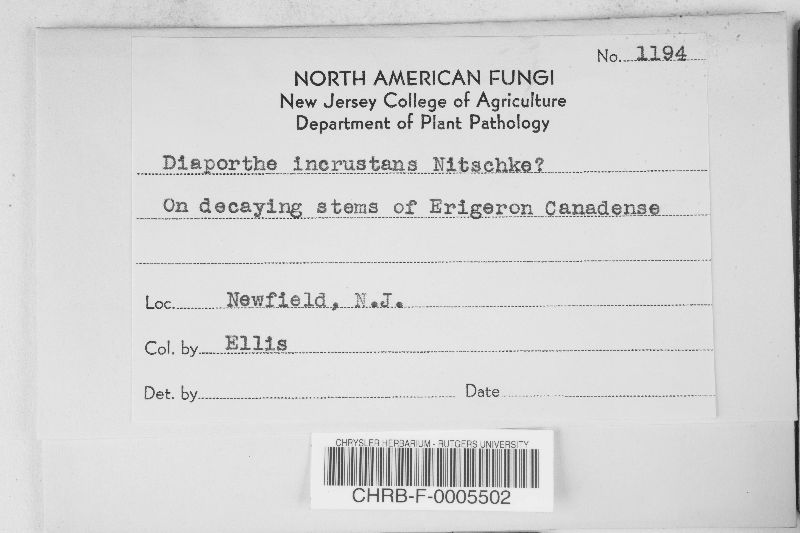 No. 1194
NORTH AMERICAN FUNGI
New Jersey College of Agriculture
Department of Plant Pathology
Diaporthe incrustans Nitschke?
On decaying stems of Erigeron Canadense
Loc. Newfield, N.J.
Col. by Ellis
Det. by Date
CHRYSLER HERBARIUM - RUTGERS UNIVERSITY
CHRB-F-0005502